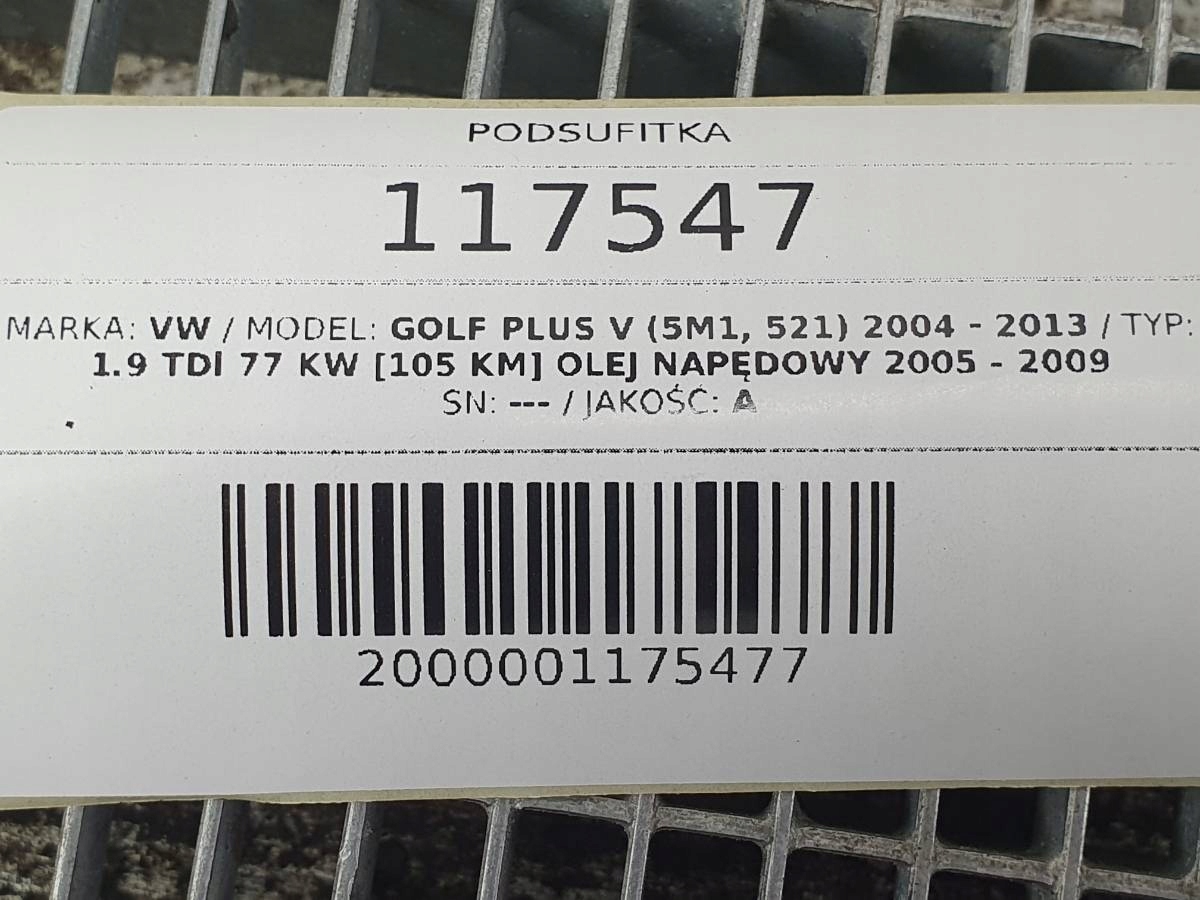 PODSUFITKA
117547
MARKA: VW / MODEL: GOLF PLUS V (5M1, 521) 2004 - 2013 / TYP:
1.9 TDI 77 KW [105 KM] OLEJ NAPĘDOWY 2005 - 2009
SN: --- / JAKOŚĆ: A
2000001175477